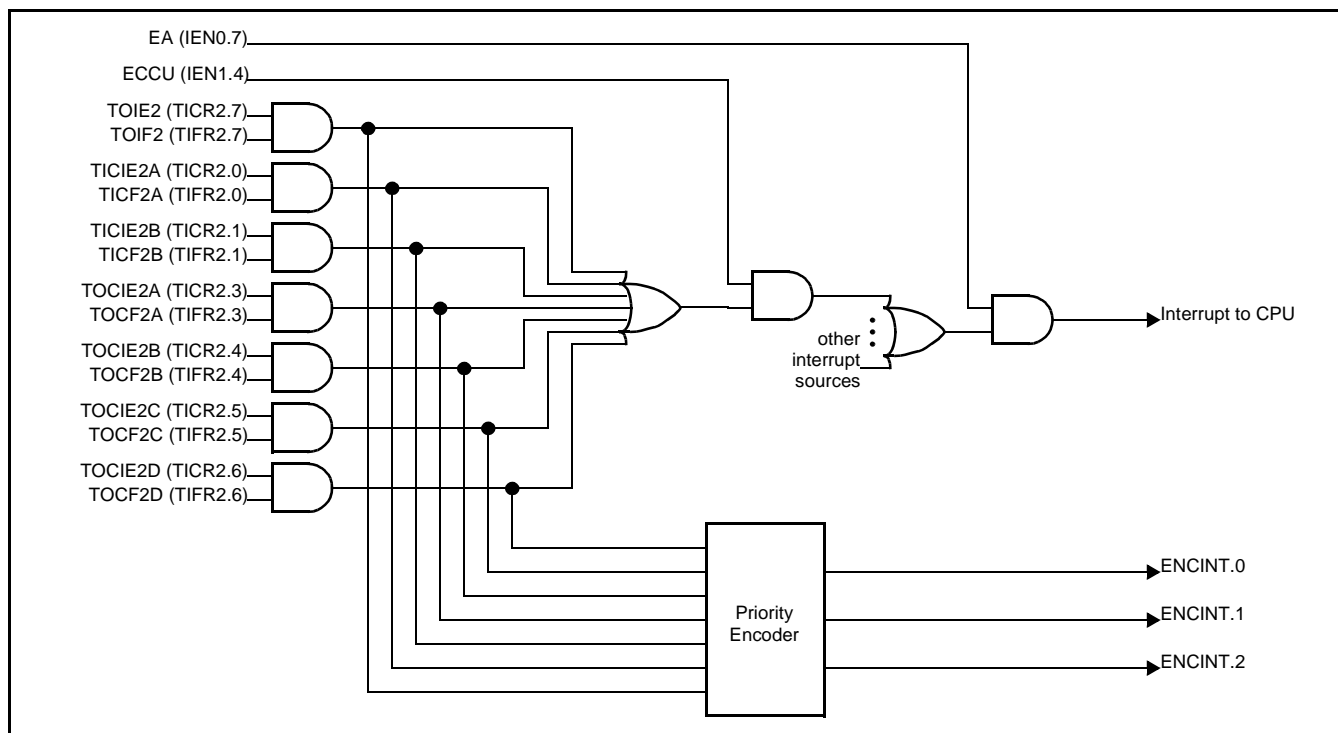 EA (IEN0.7)
ECCU (IEN1.4)
TOIE2 (TICR2.7)
TOIF2 (TIFR2.7)
TICIE2A (TICR2.0)
TICF2A (TIFR2.0)
TICIE2B (TICR2.1)
TICF2B (TIFR2.1)
TOCIE2A (TICR2.3)
TOCF2A (TIFR2.3)
TOCIE2B (TICR2.4)
TOCF2B (TIFR2.4)
TOCIE2C (TICR2.5)
TOCF2C (TIFR2.5)
TOCIE2D (TICR2.6)
TOCF2D (TIFR2.6)
other
interrupt
sources
Interrupt to CPU
Priority
Encoder
ENCINT.0
ENCINT.1
ENCINT.2